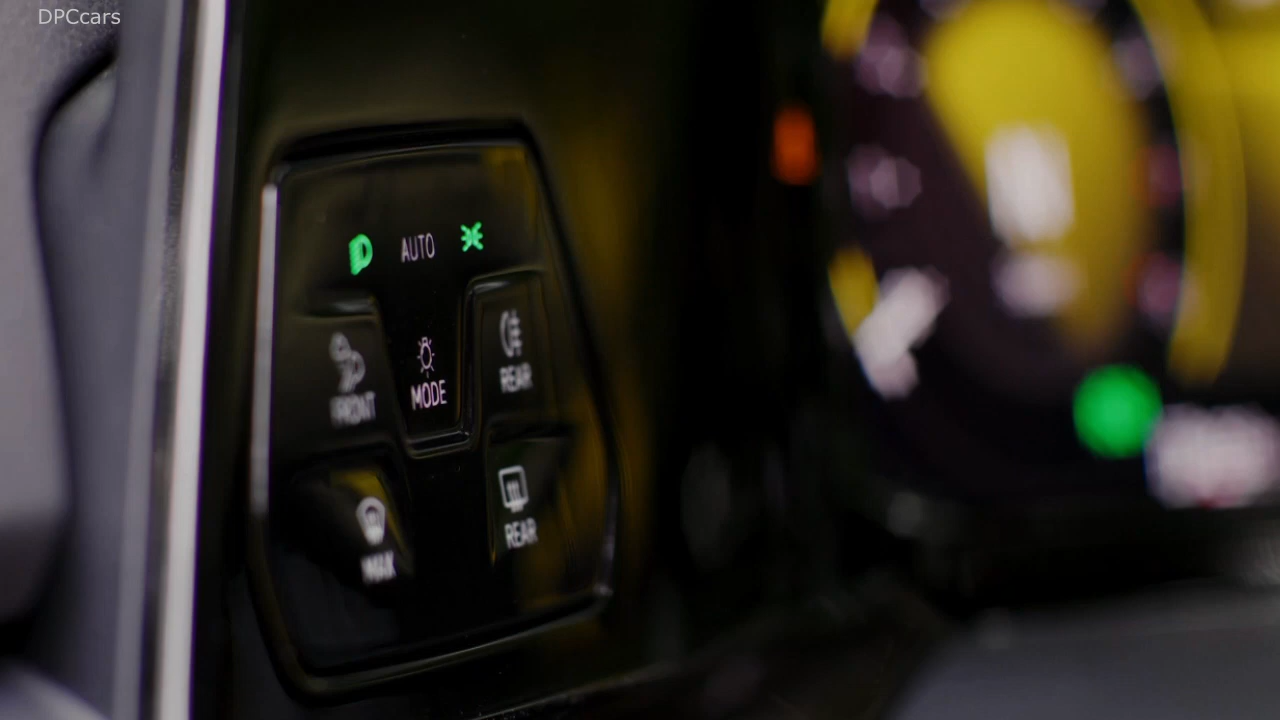 DPCcars
AUTO
MODE
FRONT
REAR
MAX
REAR